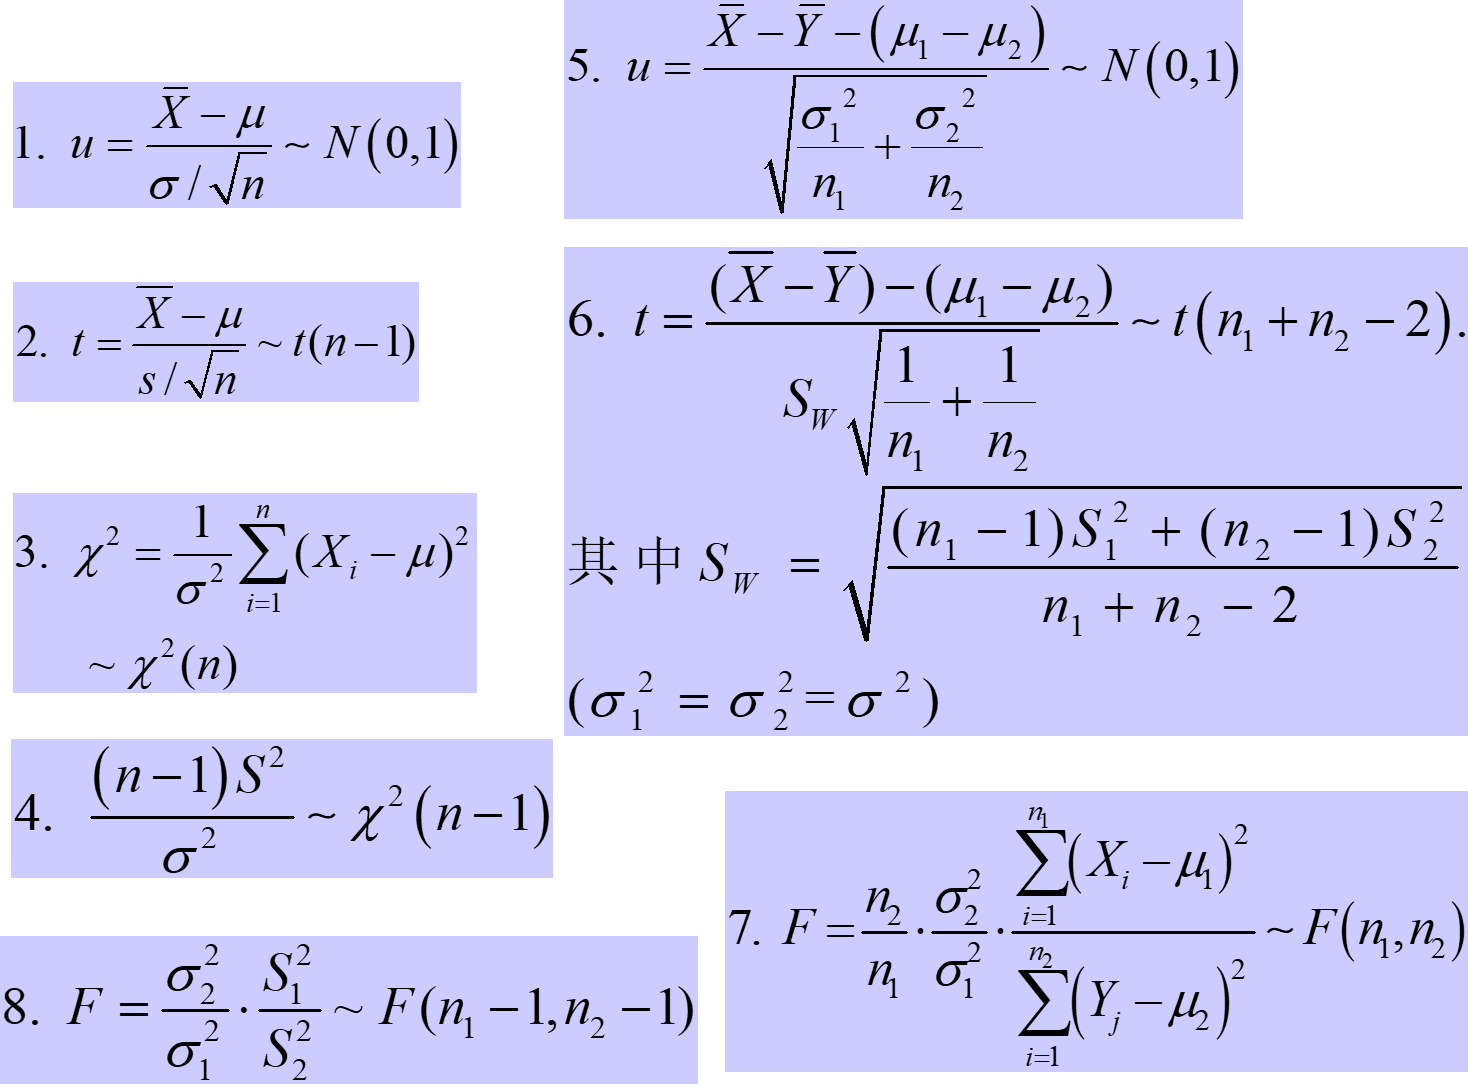 1. u = (X̄ − μ) / (σ / √n) ~ N(0,1)
2. t = (X̄ − μ) / (s / √n) ~ t(n−1)
3. χ² = (1/σ²) ∑_{i=1}^{n} (X_i − μ)²
~ χ²(n)
4. (n−1)S² / σ² ~ χ²(n−1)
5. u = (X̄ − Ȳ − (μ₁ − μ₂)) / √(σ₁²/n₁ + σ₂²/n₂) ~ N(0,1)
6. t = ((X̄ − Ȳ) − (μ₁ − μ₂)) / (S_W √(1/n₁ + 1/n₂)) ~ t(n₁ + n₂ − 2).
其中 S_W = √(((n₁ − 1)S₁² + (n₂ − 1)S₂²) / (n₁ + n₂ − 2))
(σ₁² = σ₂² = σ²)
7. F = (n₂/n₁) · (σ₂²/σ₁²) · (∑_{i=1}^{n₁} (X_i − μ₁)²) / (∑_{i=1}^{n₂} (Y_j − μ₂)²) ~ F(n₁,n₂)
8. F = (σ₂²/σ₁²) · (S₁²/S₂²) ~ F(n₁ − 1,n₂ − 1)